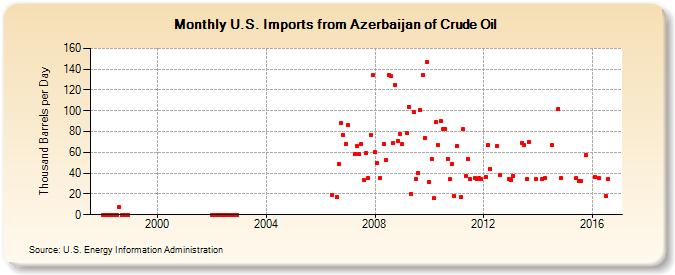 Monthly U.S. Imports from Azerbaijan of Crude Oil
Thousand Barrels per Day
160
140
120
100
80
60
40
20
0
2000 2004 2008 2012 2016
Source: U.S. Energy Information Administration